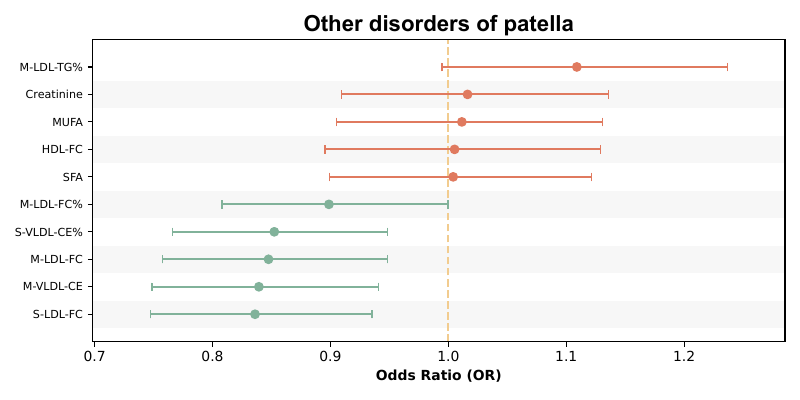 Other disorders of patella
M-LDL-TG%
Creatinine
MUFA
HDL-FC
SFA
M-LDL-FC%
S-VLDL-CE%
M-LDL-FC
M-VLDL-CE
S-LDL-FC
0.7 0.8 0.9 1.0 1.1 1.2
Odds Ratio (OR)